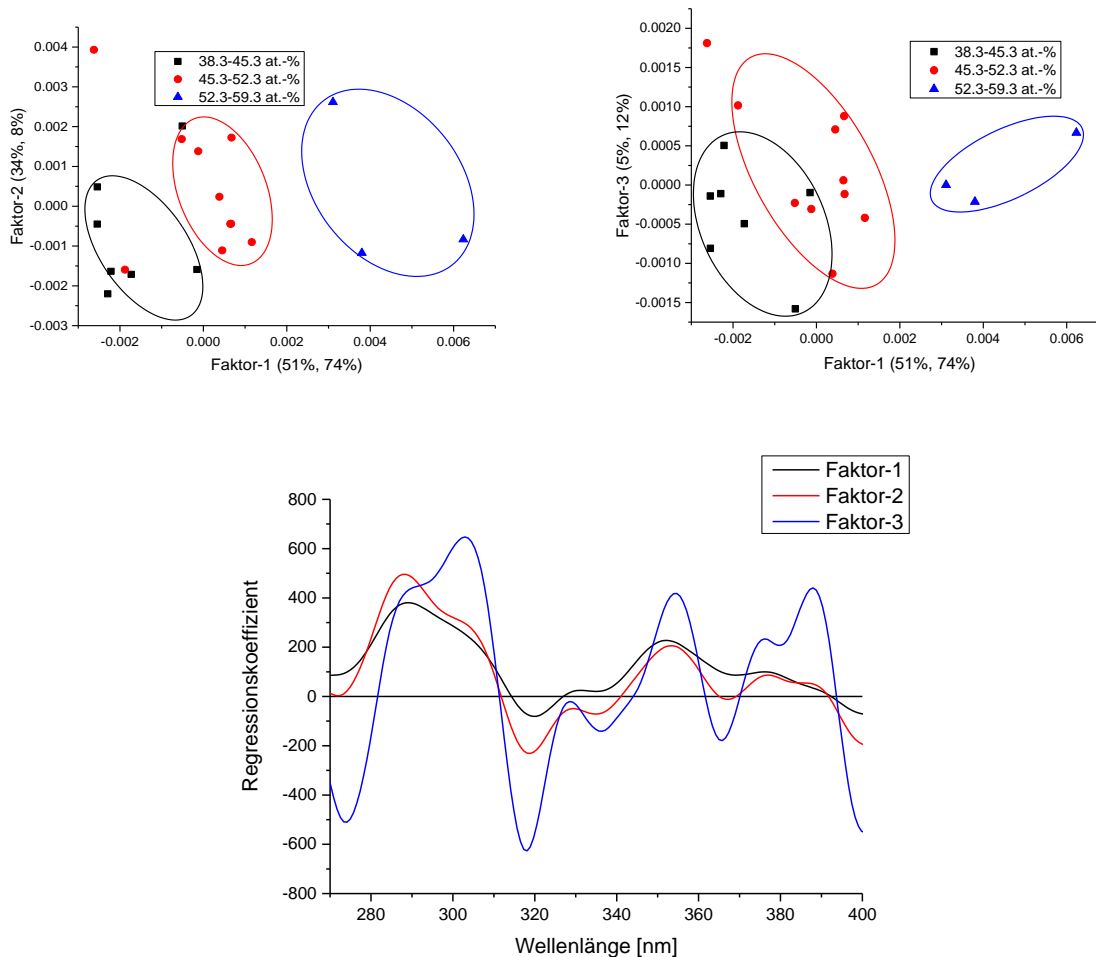 0.004
0.003
0.002
0.001
0.000
-0.001
-0.002
-0.003
Faktor-2 (34%, 8%)
38.3-45.3 at.-%
45.3-52.3 at.-%
52.3-59.3 at.-%
-0.002 0.000 0.002 0.004 0.006
Faktor-1 (51%, 74%)
0.0020
0.0015
0.0010
0.0005
0.0000
-0.0005
-0.0010
-0.0015
Faktor-3 (5%, 12%)
38.3-45.3 at.-%
45.3-52.3 at.-%
52.3-59.3 at.-%
-0.002 0.000 0.002 0.004 0.006
Faktor-1 (51%, 74%)
Faktor-1
Faktor-2
Faktor-3
800
600
400
200
0
-200
-400
-600
-800
Regressionskoeffizient
280 300 320 340 360 380 400
Wellenlänge [nm]